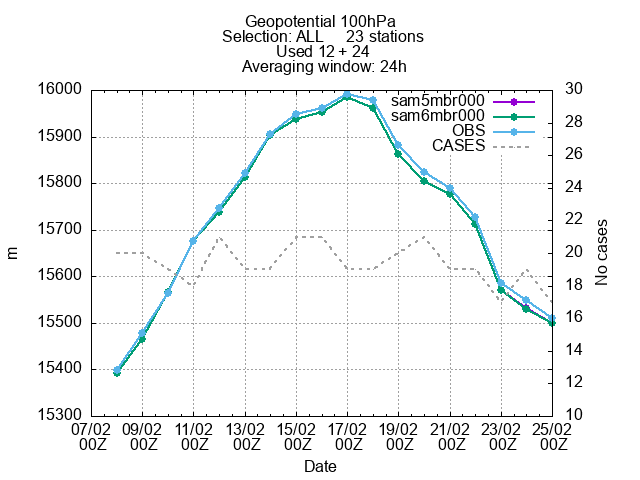 Geopotential 100hPa
Selection: ALL 23 stations
Used 12 + 24
Averaging window: 24h
sam5mbr000
sam6mbr000
OBS
CASES
16000
15900
15800
15700
15600
15500
15400
15300
m
30
28
26
24
22
20
18
16
14
12
10
No cases
07/02 09/02 11/02 13/02 15/02 17/02 19/02 21/02 23/02 25/02
00Z 00Z 00Z 00Z 00Z 00Z 00Z 00Z 00Z 00Z
Date